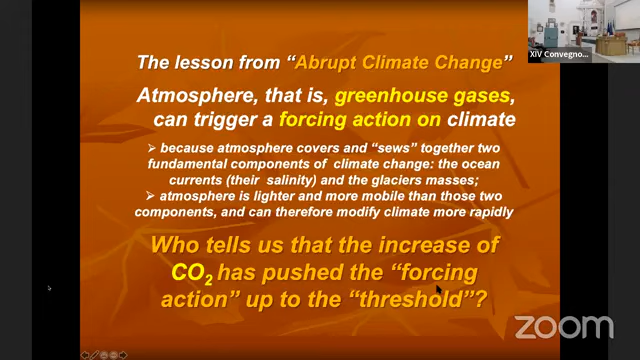 XIV Convegno...
The lesson from “Abrupt Climate Change”
Atmosphere, that is, greenhouse gases,
can trigger a forcing action on climate
➢ because atmosphere covers and “sews” together two
fundamental components of climate change: the ocean
currents (their salinity) and the glaciers masses;
➢ atmosphere is lighter and more mobile than those two
components, and can therefore modify climate more rapidly
Who tells us that the increase of
CO₂ has pushed the “forcing
action” up to the “threshold”?
zoom